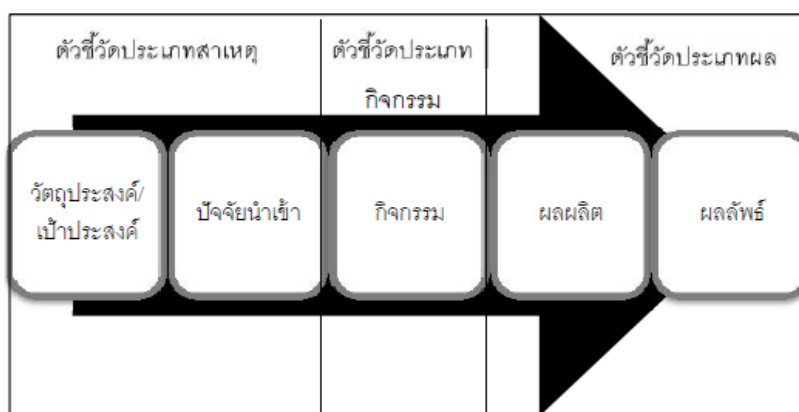 ตัวชี้วัดประเภทสาเหตุ
ตัวชี้วัดประเภท
กิจกรรม
ตัวชี้วัดประเภทผล
วัตถุประสงค์/
เป้าประสงค์
ปัจจัยนำเข้า
กิจกรรม
ผลผลิต
ผลลัพธ์